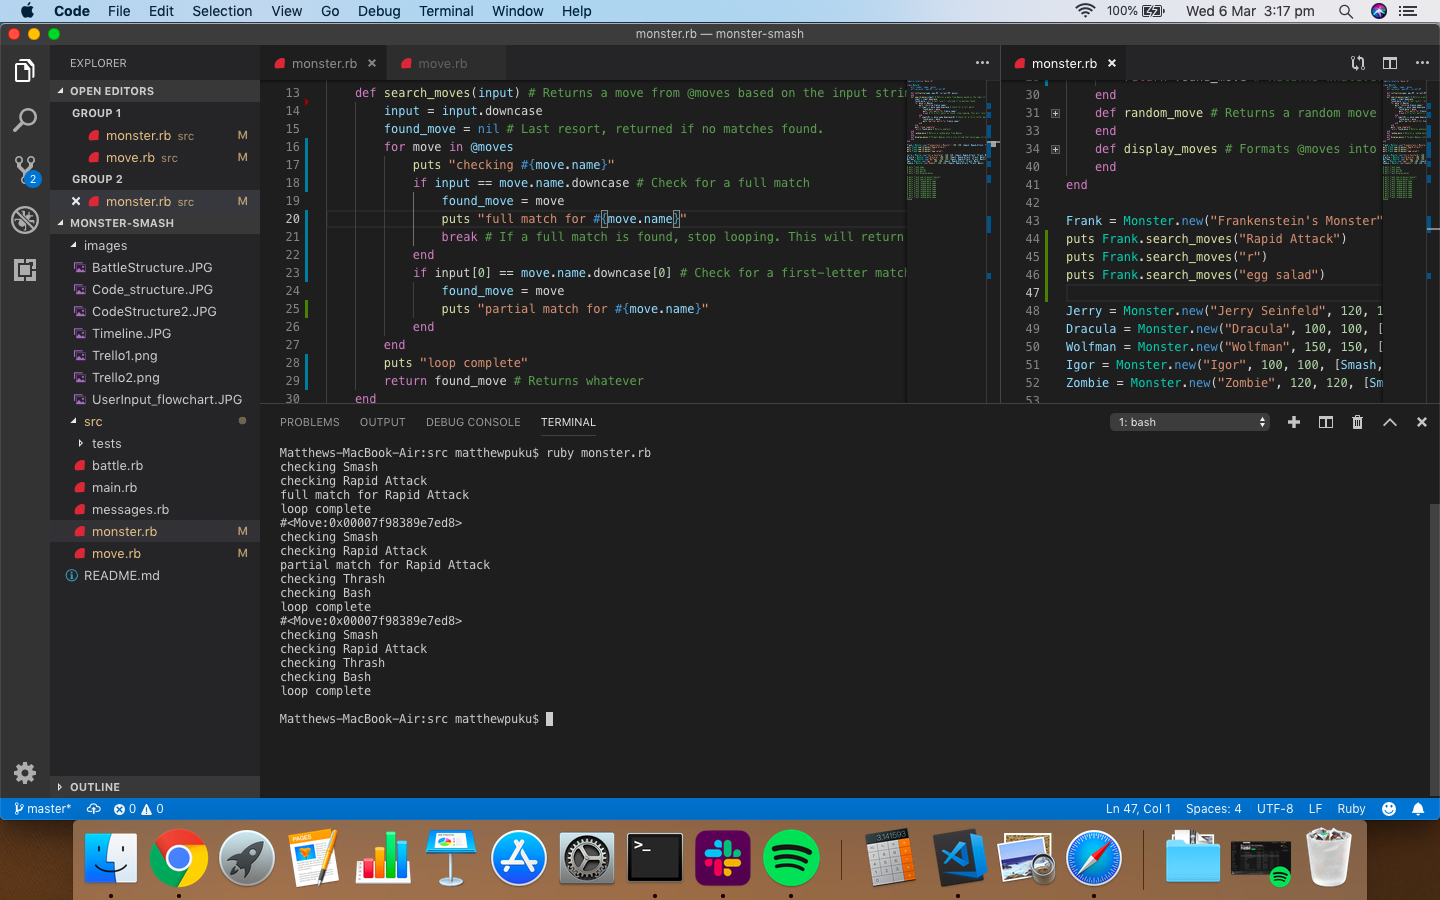 Code File Edit Selection View Go Debug Terminal Window Help 100% Wed 6 Mar 3:17 pm
monster.rb — monster-smash
EXPLORER
OPEN EDITORS
GROUP 1
monster.rb src M
move.rb src M
GROUP 2
monster.rb src M
MONSTER-SMASH
images
BattleStructure.JPG
Code_structure.JPG
CodeStructure2.JPG
Timeline.JPG
Trello1.png
Trello2.png
UserInput_flowchart.JPG
src
tests
battle.rb
main.rb
messages.rb
monster.rb M
move.rb M
README.md
OUTLINE
2
monster.rb move.rb
13 def search_moves(input) # Returns a move from @moves based on the input strin
14 input = input.downcase
15 found_move = nil # Last resort, returned if no matches found.
16 for move in @moves
17 puts "checking #{move.name}"
18 if input == move.name.downcase # Check for a full match
19 found_move = move
20 puts "full match for #{move.name}"
21 break # If a full match is found, stop looping. This will return
22 end
23 if input[0] == move.name.downcase[0] # Check for a first-letter match
24 found_move = move
25 puts "partial match for #{move.name}"
26 end
27 end
28 puts "loop complete"
29 return found_move # Returns whatever
30 end
monster.rb
30 end
31 def random_move # Returns a random move
33 end
34 def display_moves # Formats @moves into
40 end
41 end
42
43 Frank = Monster.new("Frankenstein's Monster"
44 puts Frank.search_moves("Rapid Attack")
45 puts Frank.search_moves("r")
46 puts Frank.search_moves("egg salad")
47
48 Jerry = Monster.new("Jerry Seinfeld", 120, 1
49 Dracula = Monster.new("Dracula", 100, 100, [
50 Wolfman = Monster.new("Wolfman", 150, 150, [
51 Igor = Monster.new("Igor", 100, 100, [Smash,
52 Zombie = Monster.new("Zombie", 120, 120, [Sm
53
PROBLEMS OUTPUT DEBUG CONSOLE TERMINAL 1: bash
Matthews-MacBook-Air:src matthewpuku$ ruby monster.rb
checking Smash
checking Rapid Attack
full match for Rapid Attack
loop complete
#<Move:0x00007f98389e7ed8>
checking Smash
checking Rapid Attack
partial match for Rapid Attack
checking Thrash
checking Bash
loop complete
#<Move:0x00007f98389e7ed8>
checking Smash
checking Rapid Attack
checking Thrash
checking Bash
loop complete
Matthews-MacBook-Air:src matthewpuku$
master* 0 0 Ln 47, Col 1 Spaces: 4 UTF-8 LF Ruby
>_
3.141593